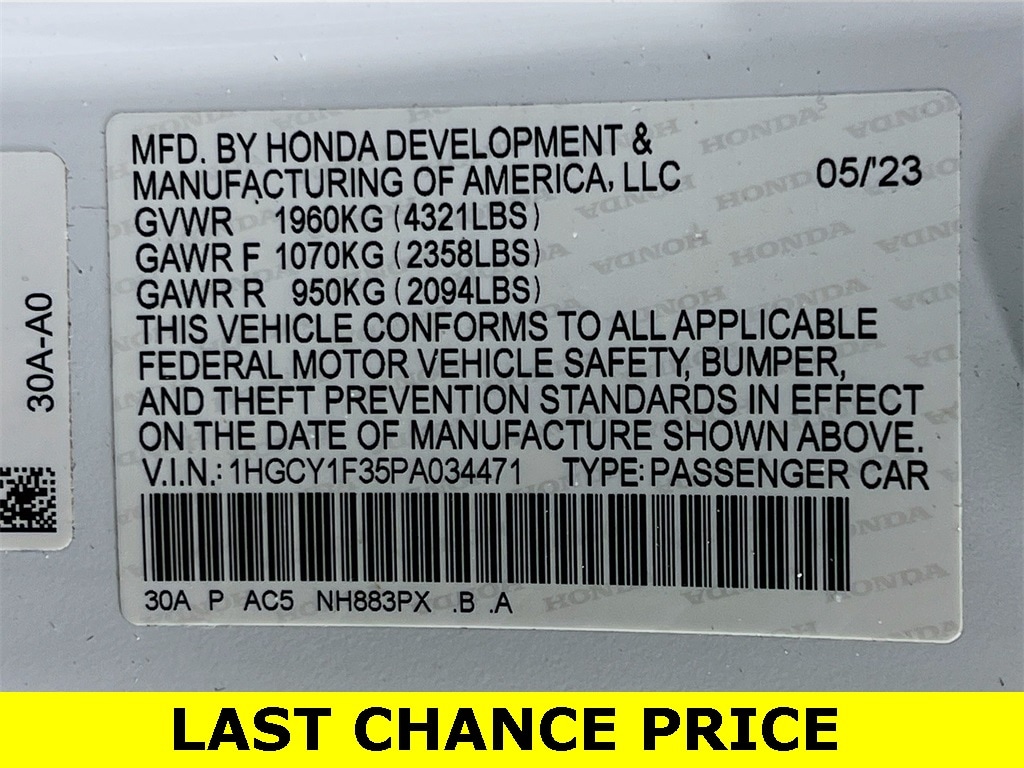 MFD. BY HONDA DEVELOPMENT &
MANUFACTURING OF AMERICA, LLC 05/'23
GVWR 1960KG (4321LBS)
GAWR F 1070KG (2358LBS)
GAWR R 950KG (2094LBS)
THIS VEHICLE CONFORMS TO ALL APPLICABLE
FEDERAL MOTOR VEHICLE SAFETY, BUMPER,
AND THEFT PREVENTION STANDARDS IN EFFECT
ON THE DATE OF MANUFACTURE SHOWN ABOVE.
V.I.N.: 1HGCY1F35PA034471 TYPE: PASSENGER CAR
30A P AC5 NH883PX .B .A
30A-A0
LAST CHANCE PRICE